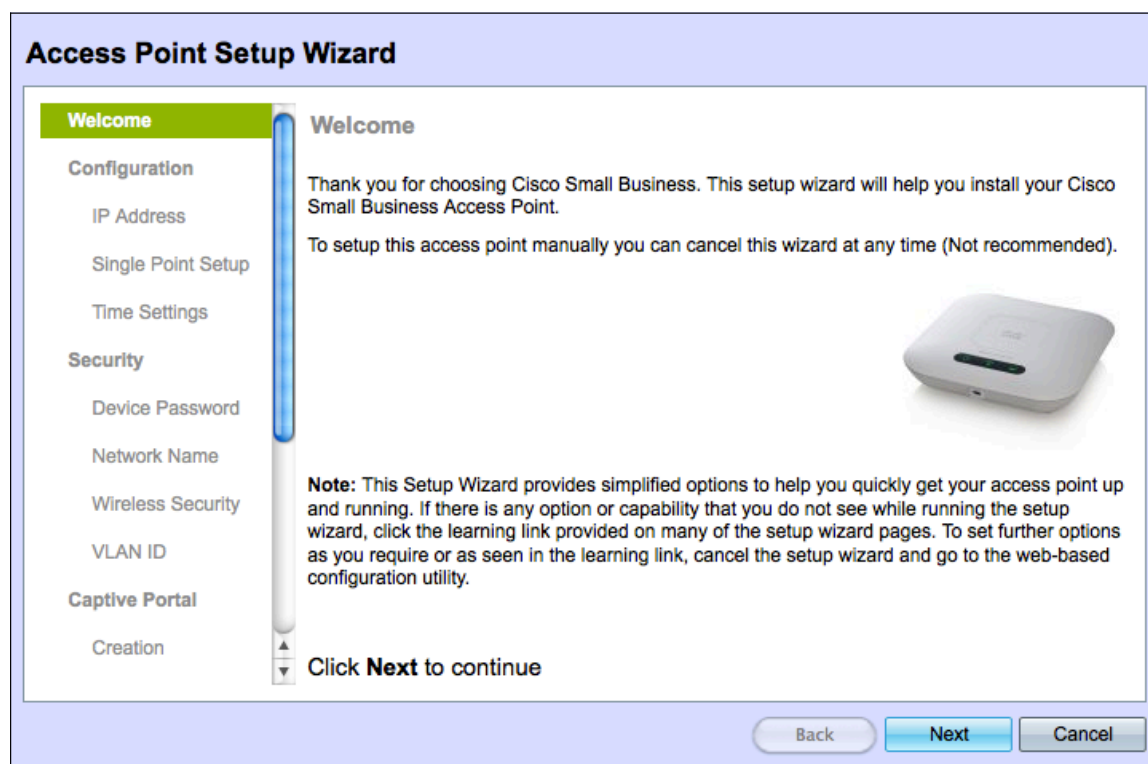 Access Point Setup Wizard
Welcome
Configuration
IP Address
Single Point Setup
Time Settings
Security
Device Password
Network Name
Wireless Security
VLAN ID
Captive Portal
Creation
Welcome
Thank you for choosing Cisco Small Business. This setup wizard will help you install your Cisco
Small Business Access Point.
To setup this access point manually you can cancel this wizard at any time (Not recommended).
Note: This Setup Wizard provides simplified options to help you quickly get your access point up
and running. If there is any option or capability that you do not see while running the setup
wizard, click the learning link provided on many of the setup wizard pages. To set further options
as you require or as seen in the learning link, cancel the setup wizard and go to the web-based
configuration utility.
Click Next to continue
Back
Next
Cancel